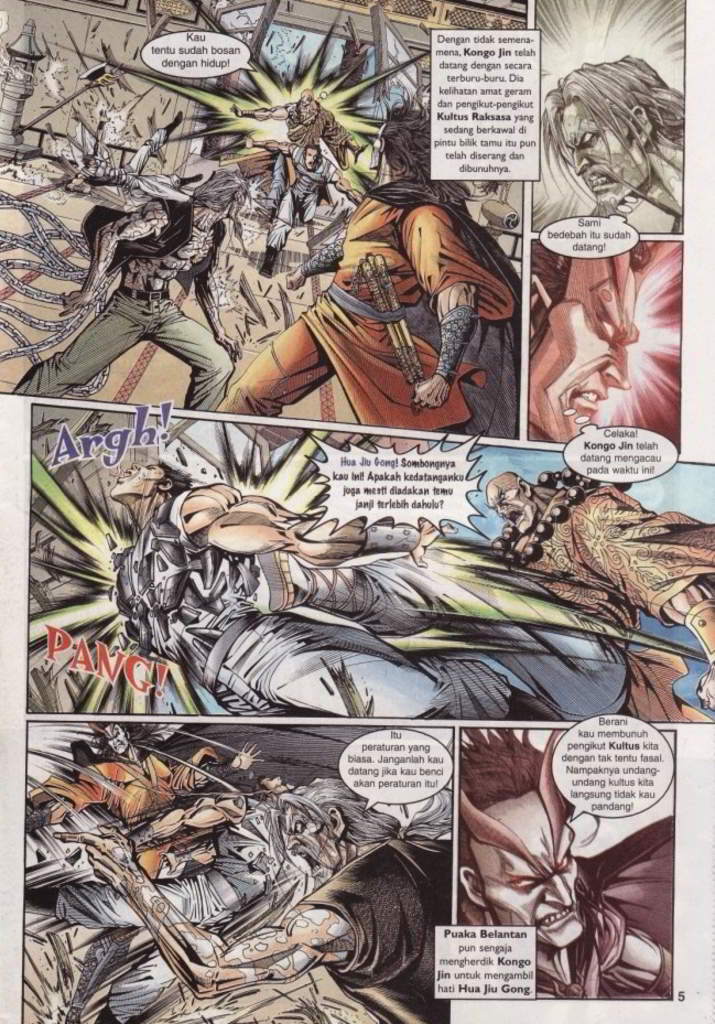 Kau
tentu sudah bosan
dengan hidup!
Dengan tidak semena-
mena, Kongo Jin telah
datang dengan secara
terburu-buru. Dia
kelihatan amat geram
dan pengikut-pengikut
Kultus Raksasa yang
sedang berkawal di
pintu bilik tamu itu pun
telah diserang dan
dibunuhnya.
Sami
bedebah itu sudah
datang!
Celaka!
Kongo Jin telah
datang mengacau
pada waktu ini!
Argh!
Hua Jiu Gong! Sombongnya
kau ini! Apakah kedatanganku
juga mesti diadakan temu
janji terlebih dahulu?
PANG!
Itu
peraturan yang
biasa. Janganlah kau
datang jika kau benci
akan peraturan itu!
Berani
kau membunuh
pengikut Kultus kita
dengan tak tentu fasal.
Nampaknya undang-
undang kultus kita
langsung tidak kau
pandang!
Puaka Belantan
pun sengaja
mengherdik Kongo
Jin untuk mengambil
hati Hua Jiu Gong.
5